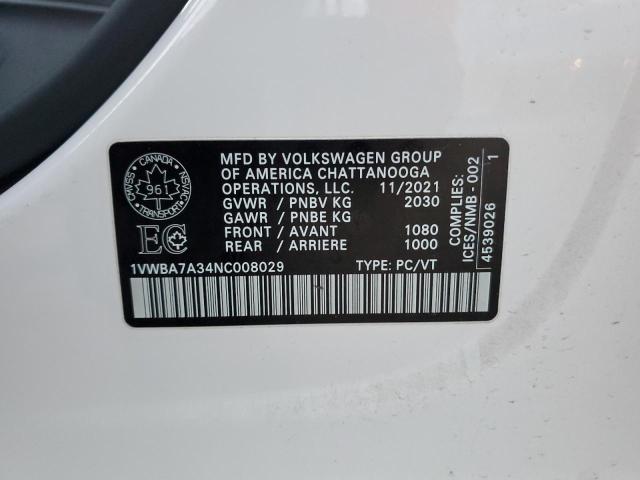 CANADA
CMVSS
NSVAC
961
TRANSPORT
EC
MFD BY VOLKSWAGEN GROUP
OF AMERICA CHATTANOOGA
OPERATIONS, LLC. 11/2021
GVWR / PNBV KG 2030
GAWR / PNBE KG
FRONT / AVANT 1080
REAR / ARRIERE 1000
1VWBA7A34NC008029 TYPE: PC/VT
COMPLIES:
ICES/NMB - 002
4539026 1